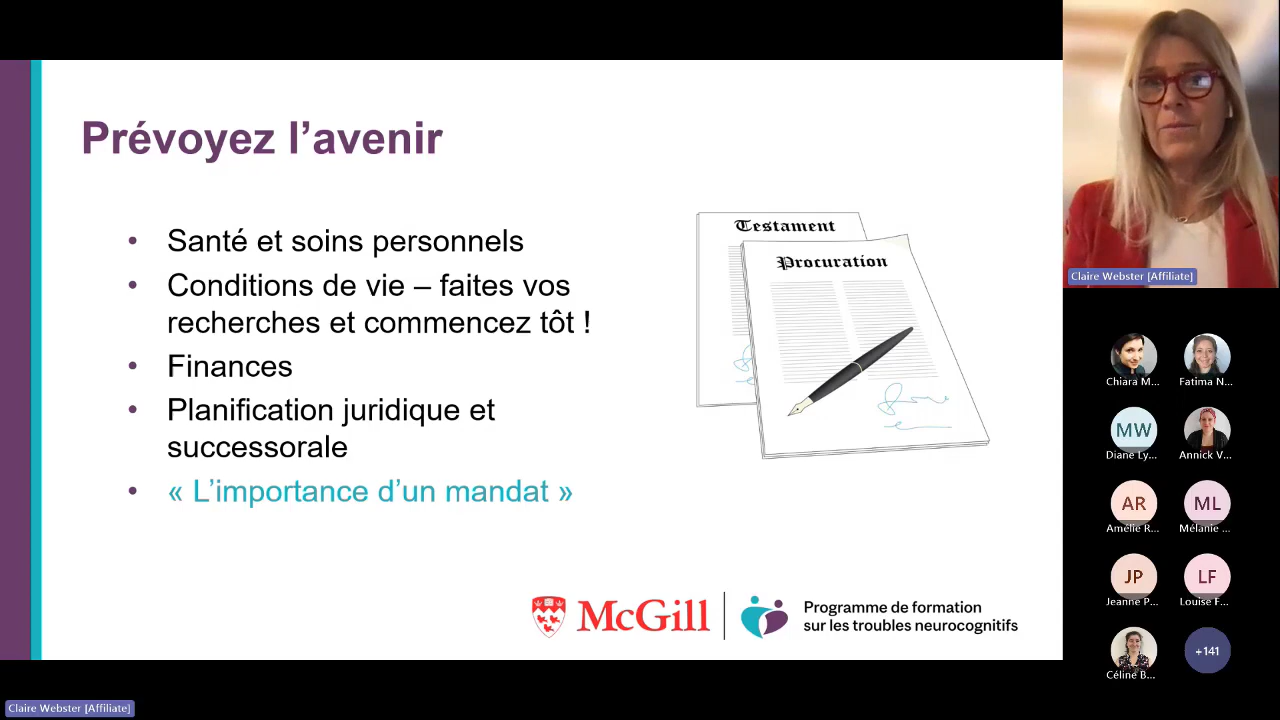 Prévoyez l’avenir
• Santé et soins personnels
• Conditions de vie – faites vos
recherches et commencez tôt !
• Finances
• Planification juridique et
successorale
• « L’importance d’un mandat »
Testament
Procuration
McGill
Programme de formation
sur les troubles neurocognitifs
Claire Webster [Affiliate]
Chiara M...
Fatima N...
MW
Diane Ly...
Annick V...
AR
Amélie R...
ML
Mélanie ...
JP
Jeanne P...
LF
Louise F...
Céline B...
+141
Claire Webster [Affiliate]